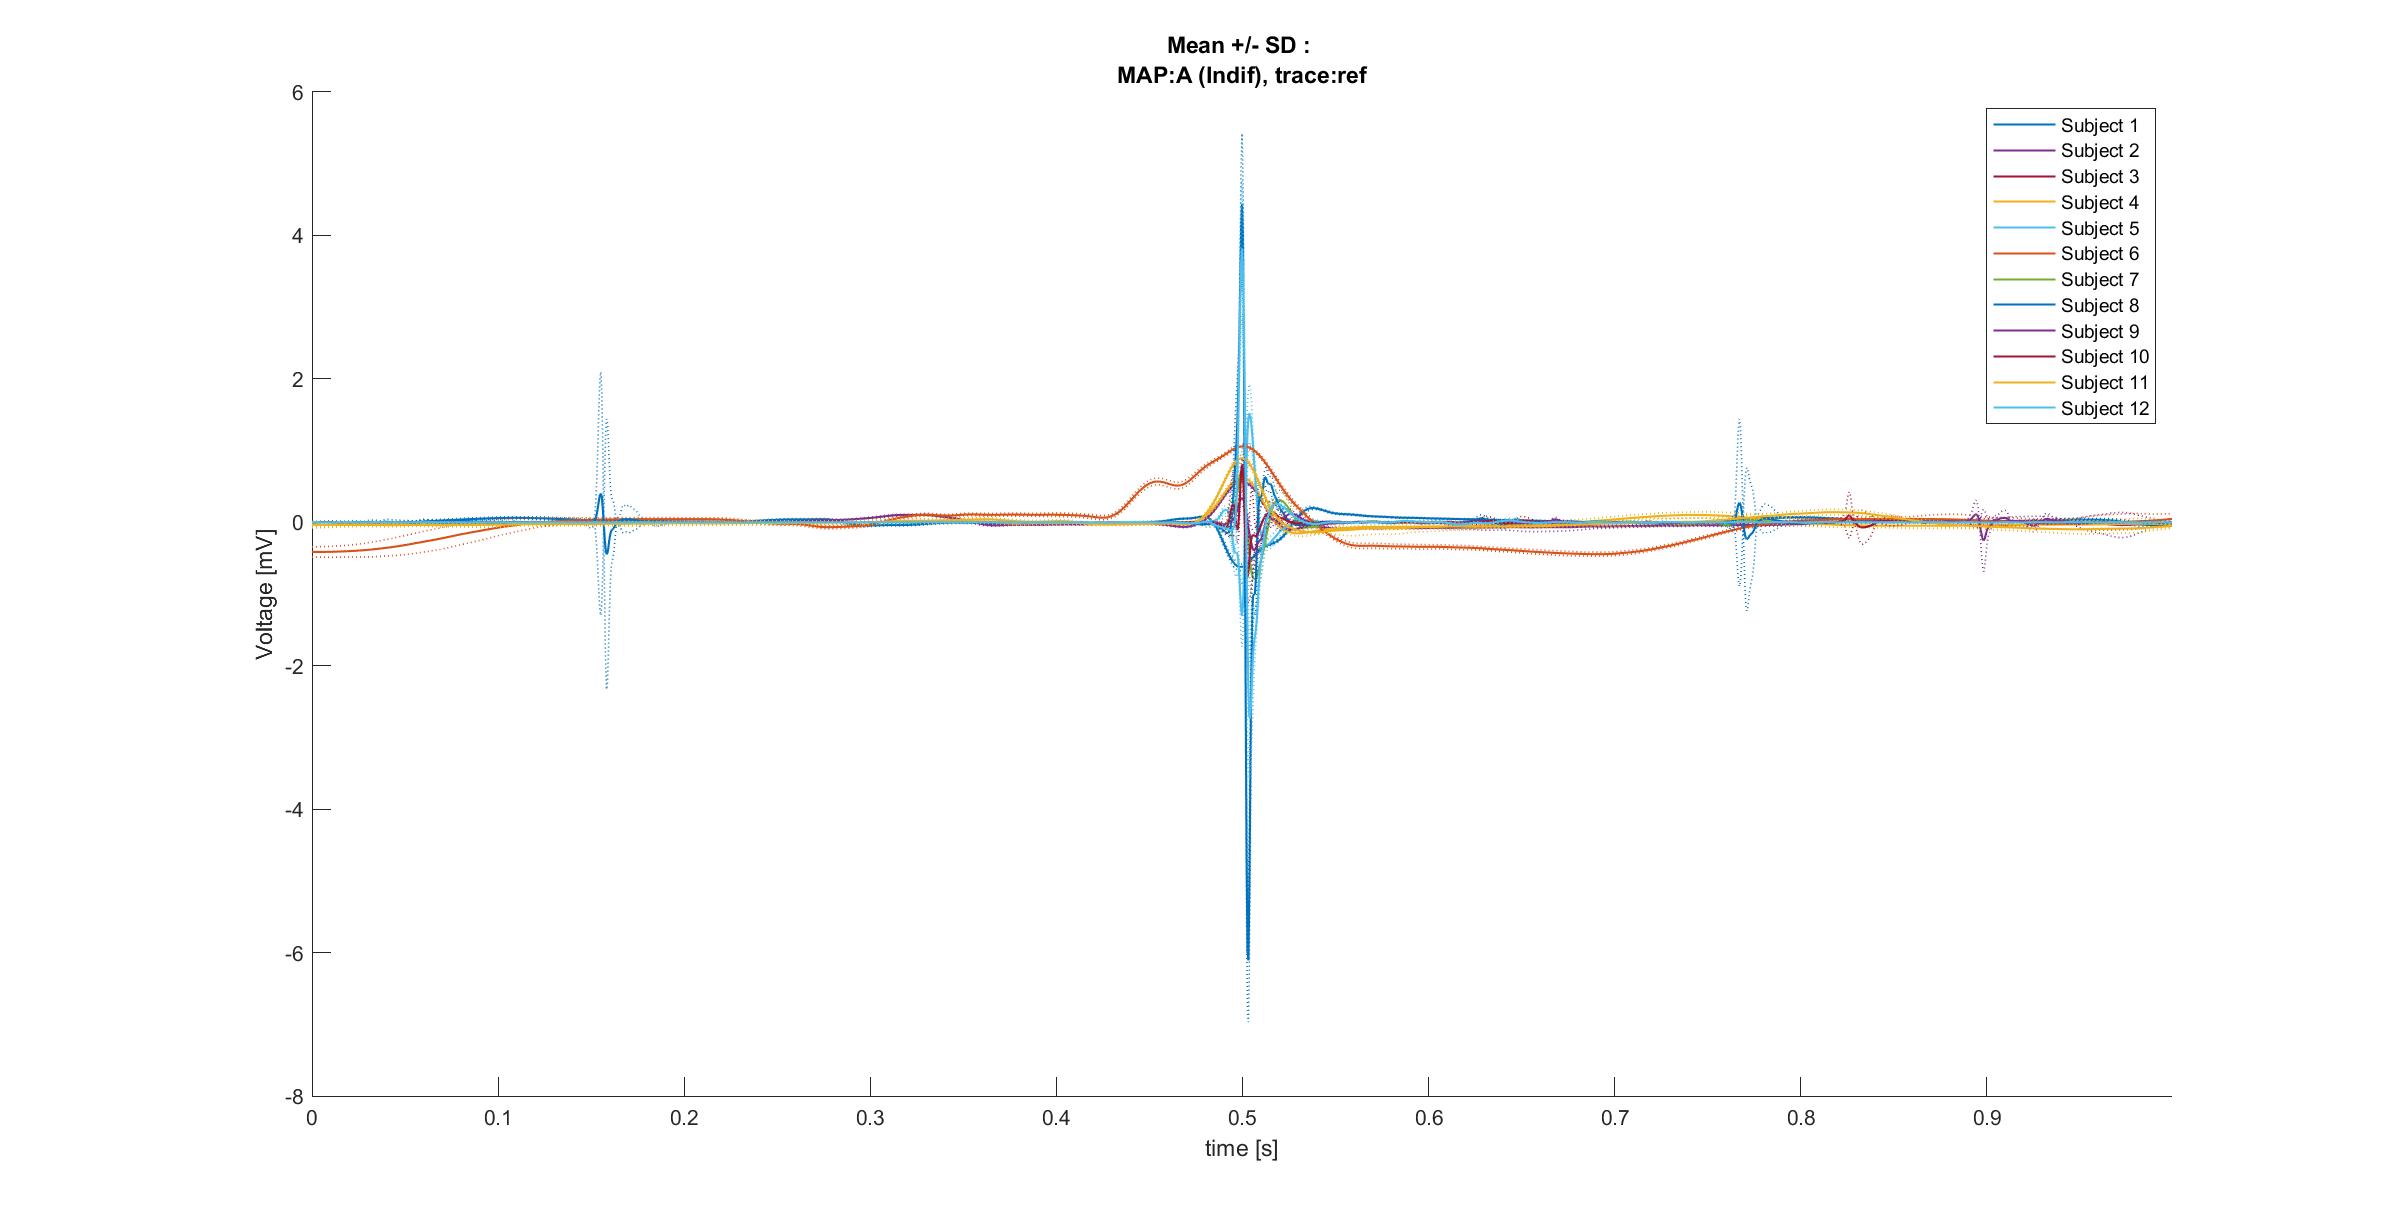 Mean +/- SD :
MAP:A (Indif), trace:ref
6
4
2
0
-2
-4
-6
-8
Voltage [mV]
0
0.1
0.2
0.3
0.4
0.5
0.6
0.7
0.8
0.9
time [s]
Subject 1
Subject 2
Subject 3
Subject 4
Subject 5
Subject 6
Subject 7
Subject 8
Subject 9
Subject 10
Subject 11
Subject 12